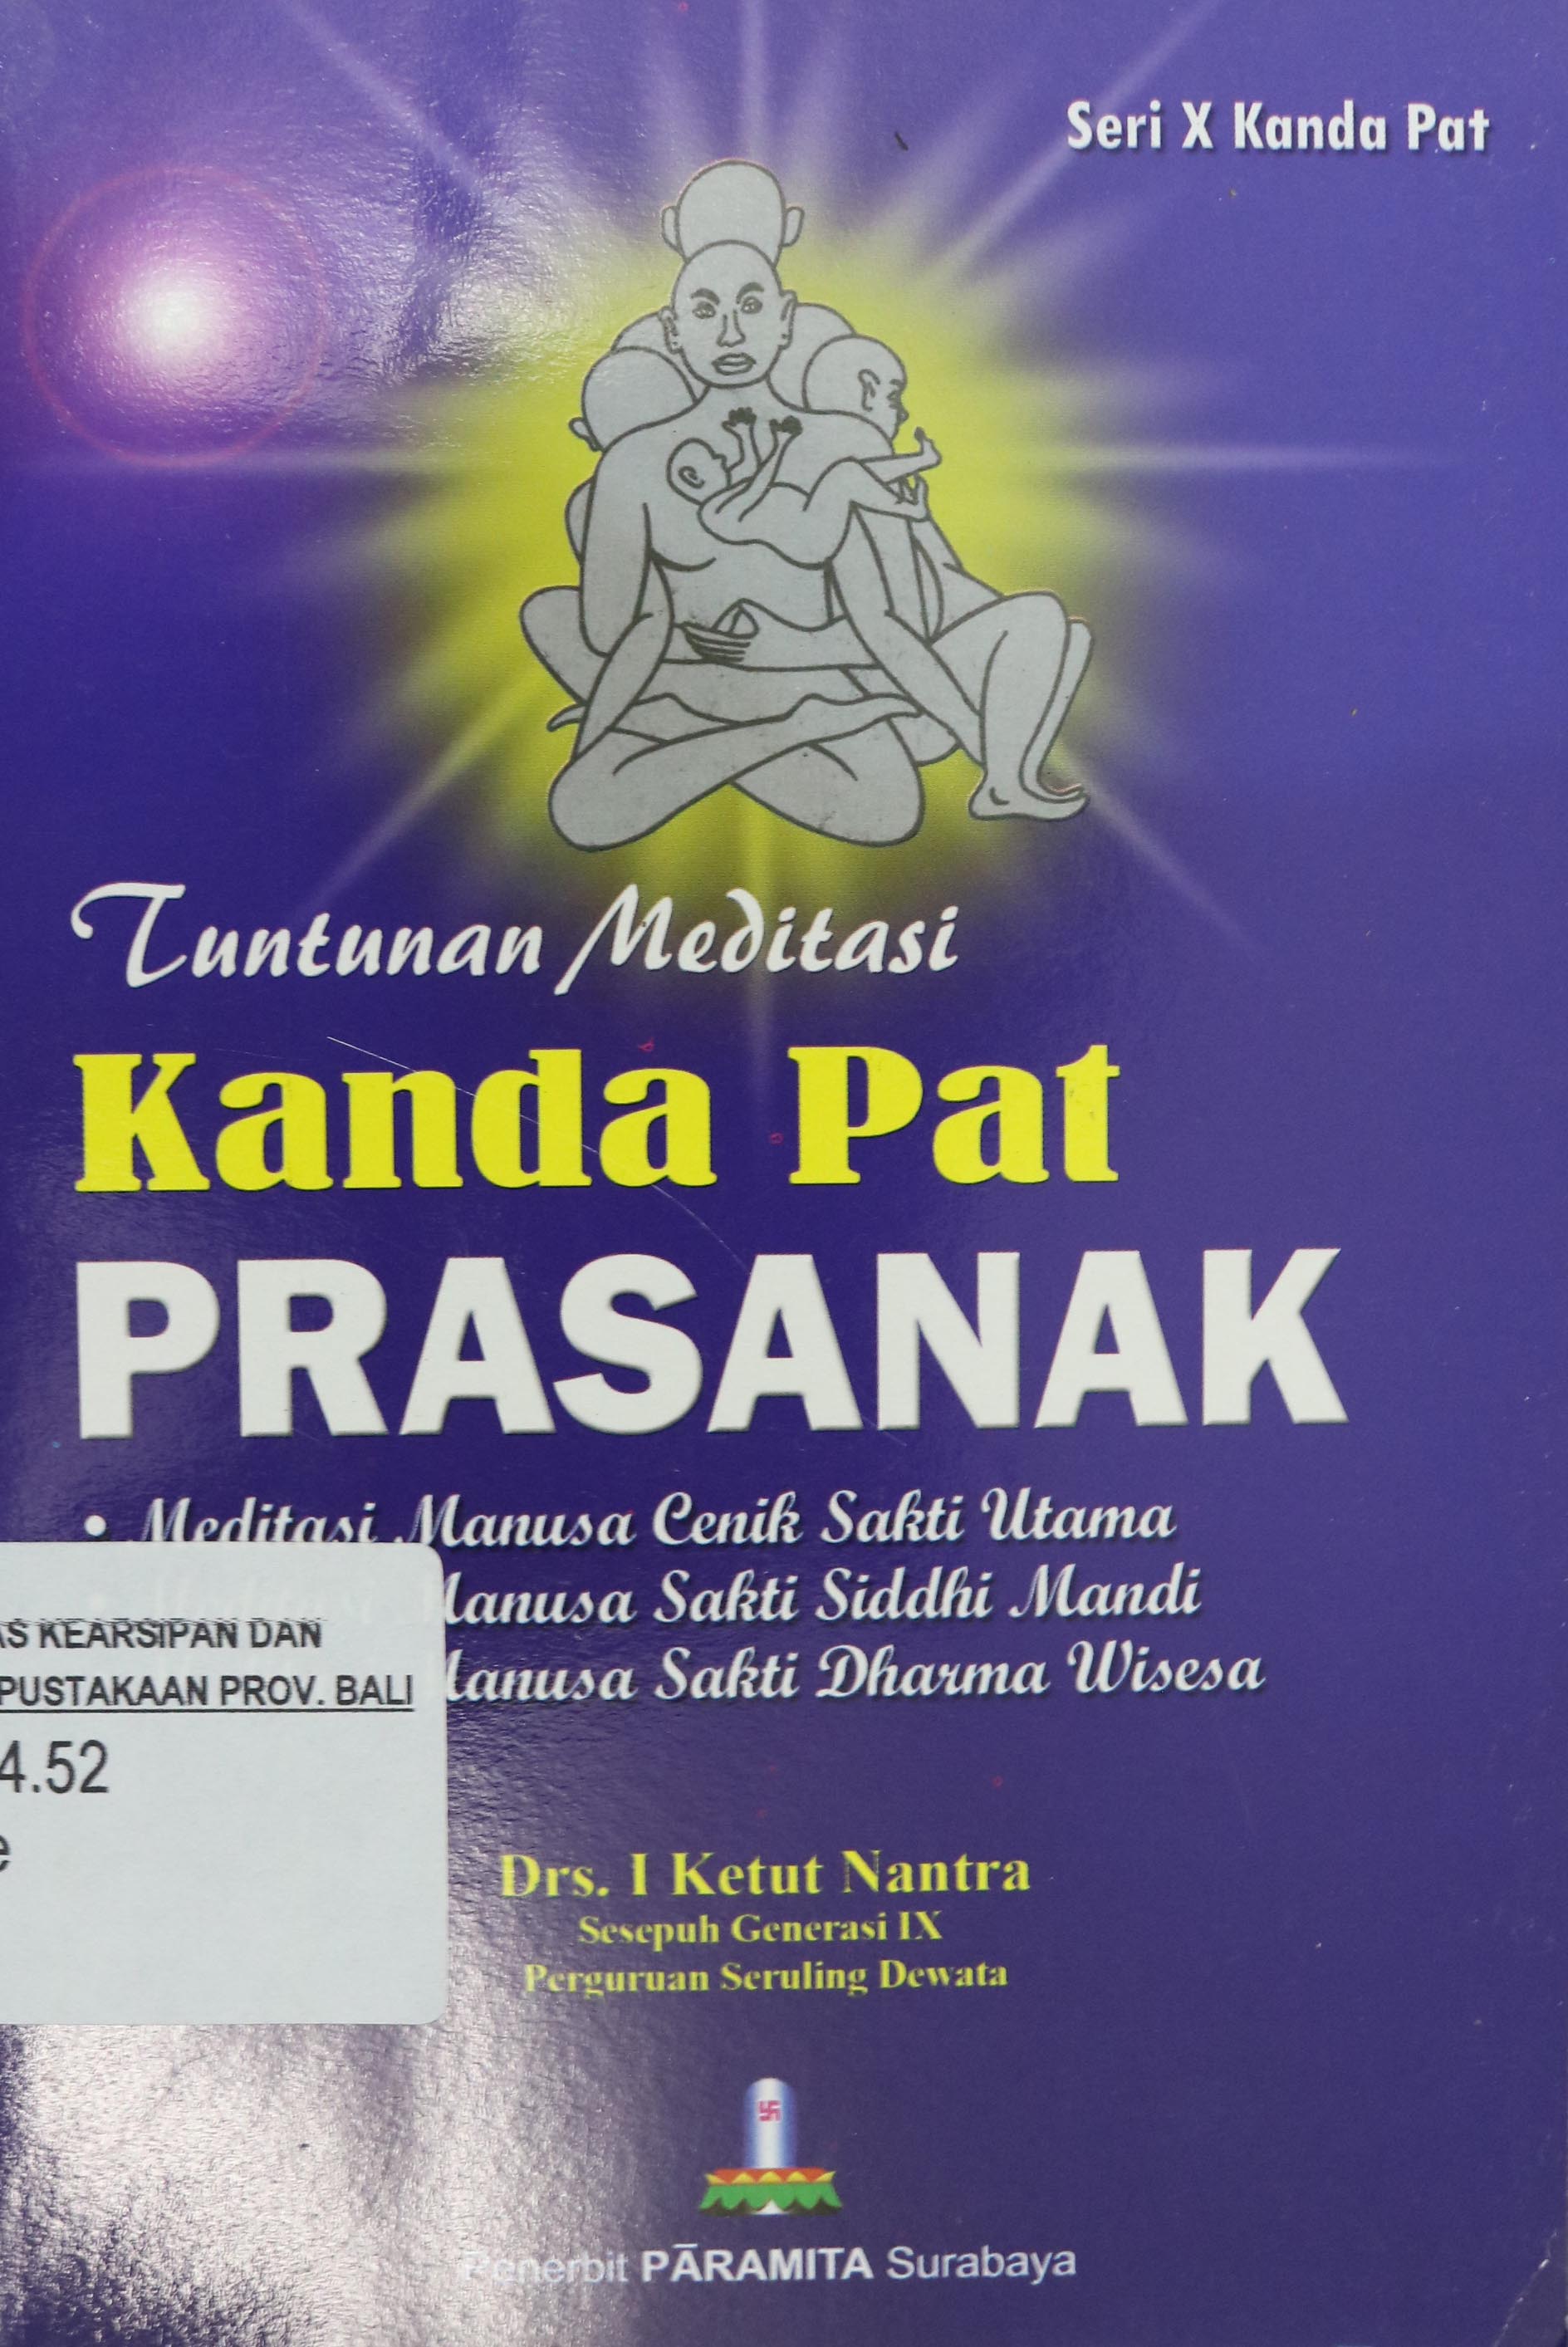 Seri X Kanda Pat
Tuntunan Meditasi
Kanda Pat
PRASANAK
• Meditasi Manusa Cenik Sakti Utama
• Meditasi Manusa Sakti Siddhi Mandi
Manusa Sakti Dharma Wisesa
AS KEARSIPAN DAN
PUSTAKAAN PROV. BALI
4.52
e
Drs. I Ketut Nantra
Sesepuh Generasi IX
Perguruan Seruling Dewata
Penerbit PĀRAMITA Surabaya